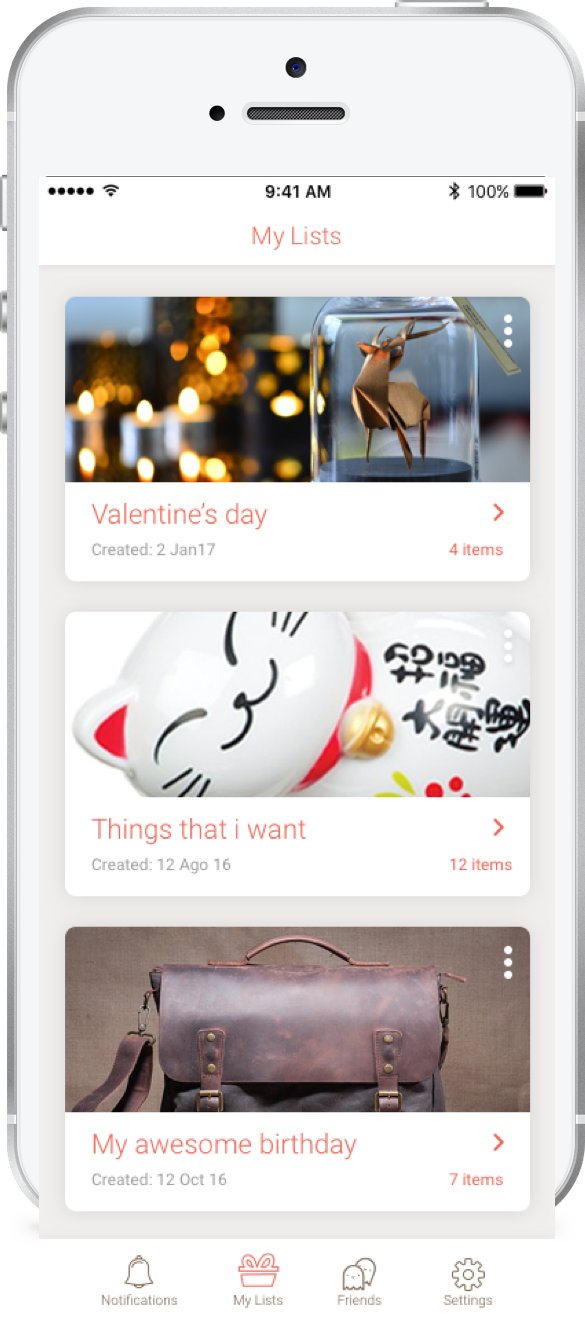 9:41 AM
100%
My Lists
Valentine’s day
Created: 2 Jan17
4 items
招福
大開運
Things that i want
Created: 12 Ago 16
12 items
My awesome birthday
Created: 12 Oct 16
7 items
Notifications
My Lists
Friends
Settings